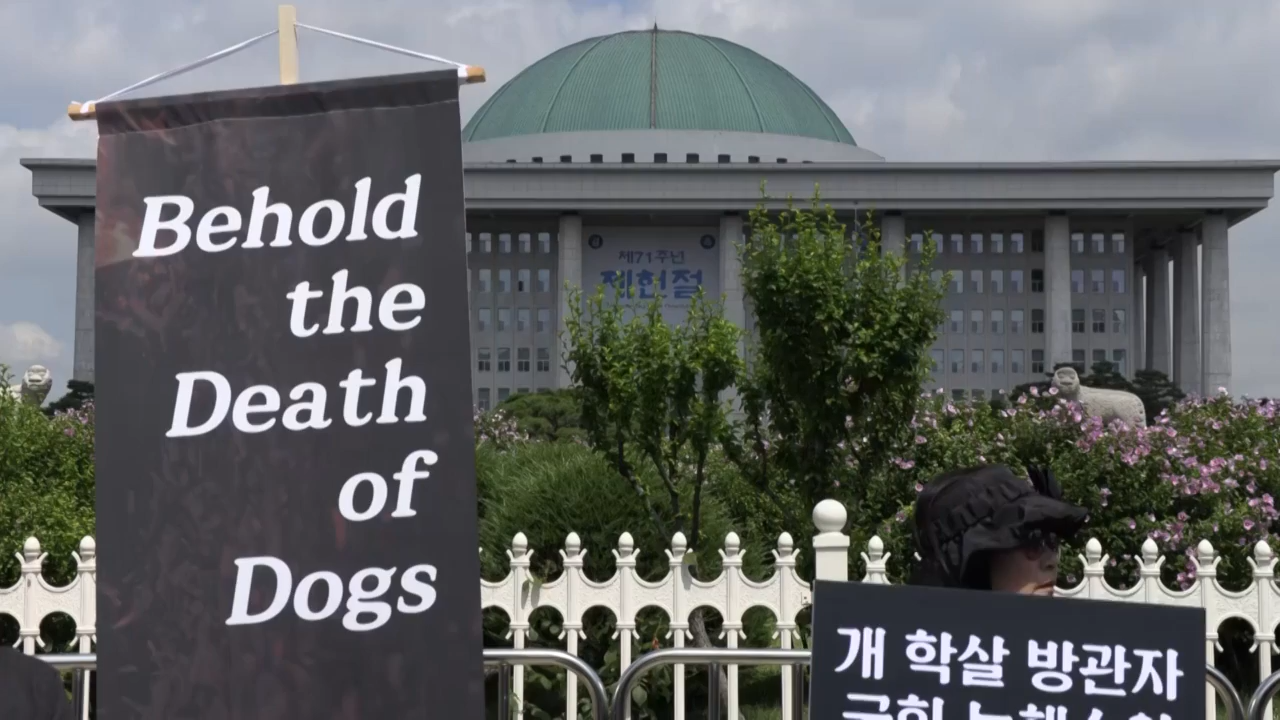 Behold
the
Death
of
Dogs
제71주년
제헌절
개 학살 방관자